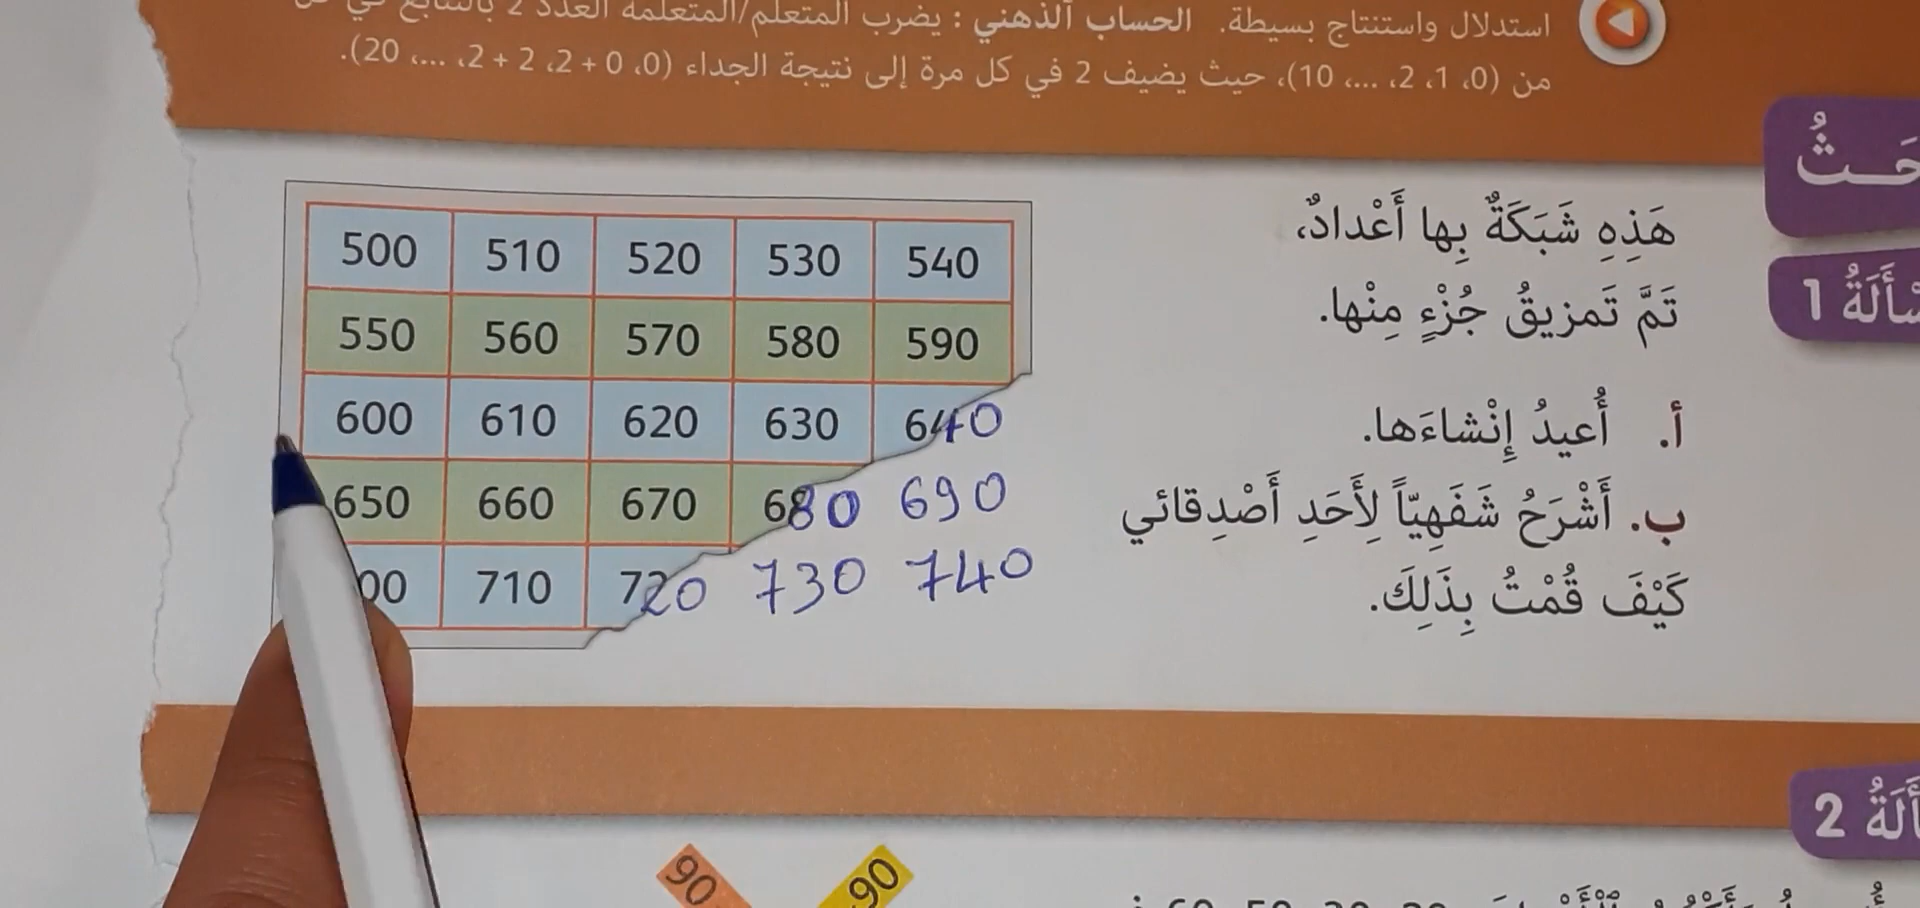 استدلال واستنتاج بسيطة. الحساب الذهني : يضرب المتعلم/المتعلمة العدد 2 بالتتابع في كل
من (0، 1، 2، ...، 10)، حيث يضيف 2 في كل مرة إلى نتيجة الجداء (0، 0 + 2، 2 + 2، ...، 20).
هَذِهِ شَبَكَةٌ بِها أَعْدادٌ،
تَمَّ تَمزيقُ جُزْءٍ مِنْها.
أ. أُعيدُ إِنْشاءَها.
ب. أَشْرَحُ شَفَهِيّاً لِأَحَدِ أَصْدِقائي
كَيْفَ قُمْتُ بِذَلِكَ.
500 510 520 530 540
550 560 570 580 590
600 610 620 630 640
650 660 670 680 690
00 710 720 730 740
1
2
90 90